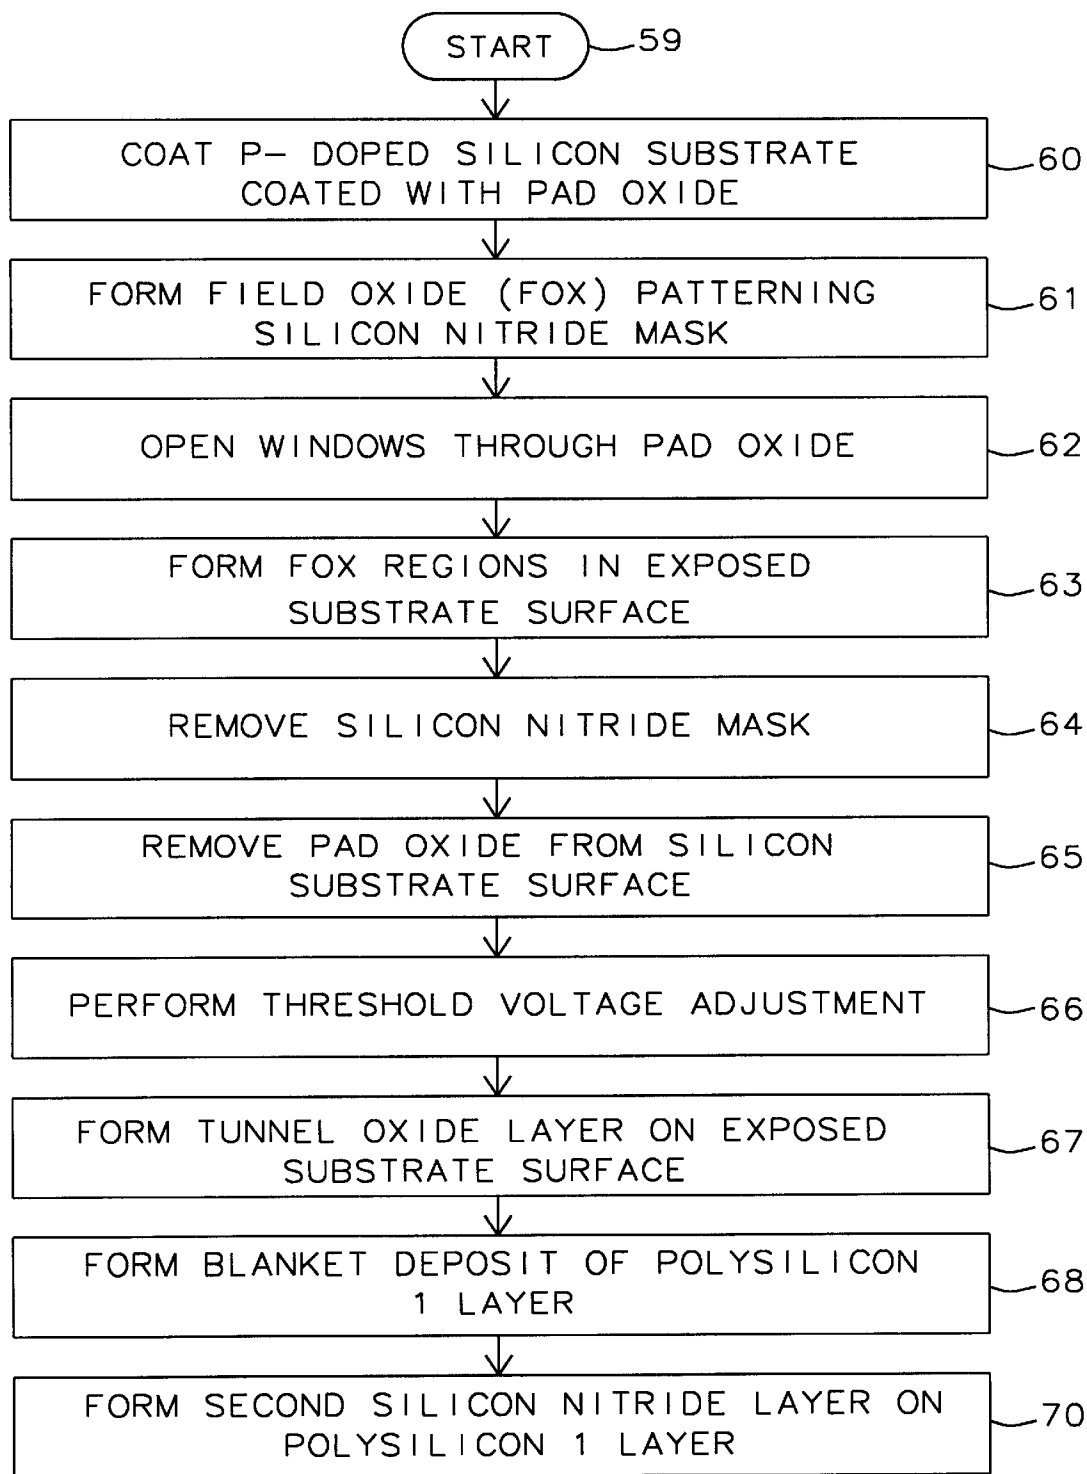 START
59
COAT P- DOPED SILICON SUBSTRATE
COATED WITH PAD OXIDE
60
FORM FIELD OXIDE (FOX) PATTERNING
SILICON NITRIDE MASK
61
OPEN WINDOWS THROUGH PAD OXIDE
62
FORM FOX REGIONS IN EXPOSED
SUBSTRATE SURFACE
63
REMOVE SILICON NITRIDE MASK
64
REMOVE PAD OXIDE FROM SILICON
SUBSTRATE SURFACE
65
PERFORM THRESHOLD VOLTAGE ADJUSTMENT
66
FORM TUNNEL OXIDE LAYER ON EXPOSED
SUBSTRATE SURFACE
67
FORM BLANKET DEPOSIT OF POLYSILICON
1 LAYER
68
FORM SECOND SILICON NITRIDE LAYER ON
POLYSILICON 1 LAYER
70